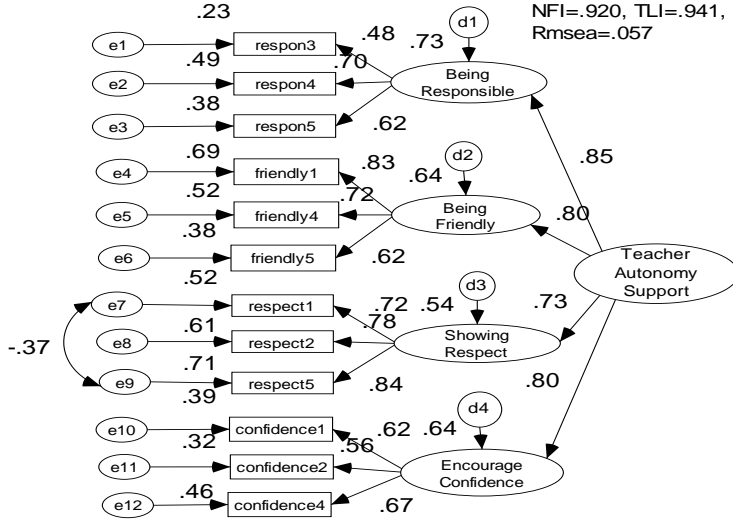 NFI=.920, TLI=.941,
Rmsea=.057
.23
e1
respon3
.48
.73
d1
.49
e2
respon4
.70
Being
Responsible
.38
e3
respon5
.62
.85
.69
e4
friendly1
.83
.64
d2
.52
e5
friendly4
.72
Being
Friendly
.80
.38
e6
friendly5
.62
Teacher
Autonomy
Support
.52
e7
respect1
.72
.54
d3
.73
.61
e8
respect2
.78
Showing
Respect
-.37
.71
e9
respect5
.84
.80
.39
e10
confidence1
.62
.64
d4
.32
e11
confidence2
.56
Encourage
Confidence
.46
e12
confidence4
.67